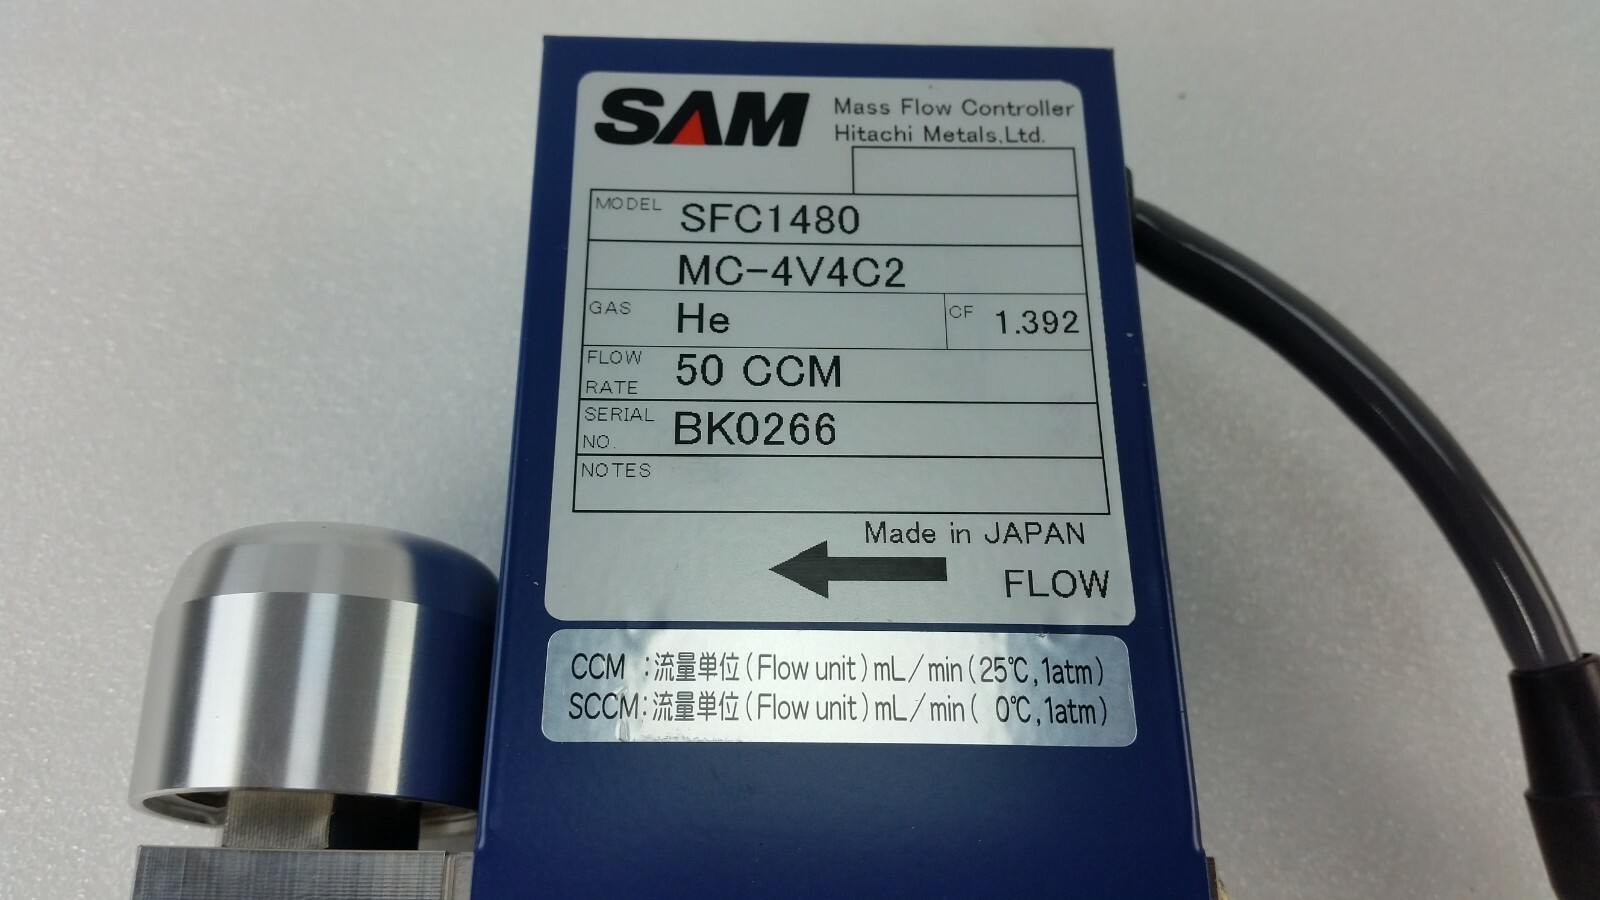 SAM
Mass Flow Controller
Hitachi Metals,Ltd.
MODEL SFC1480
MC-4V4C2
GAS He CF 1.392
FLOW RATE 50 CCM
SERIAL NO. BK0266
NOTES
Made in JAPAN
FLOW
CCM :流量単位(Flow unit)mL/min(25℃,1atm)
SCCM:流量単位(Flow unit)mL/min( 0℃,1atm)